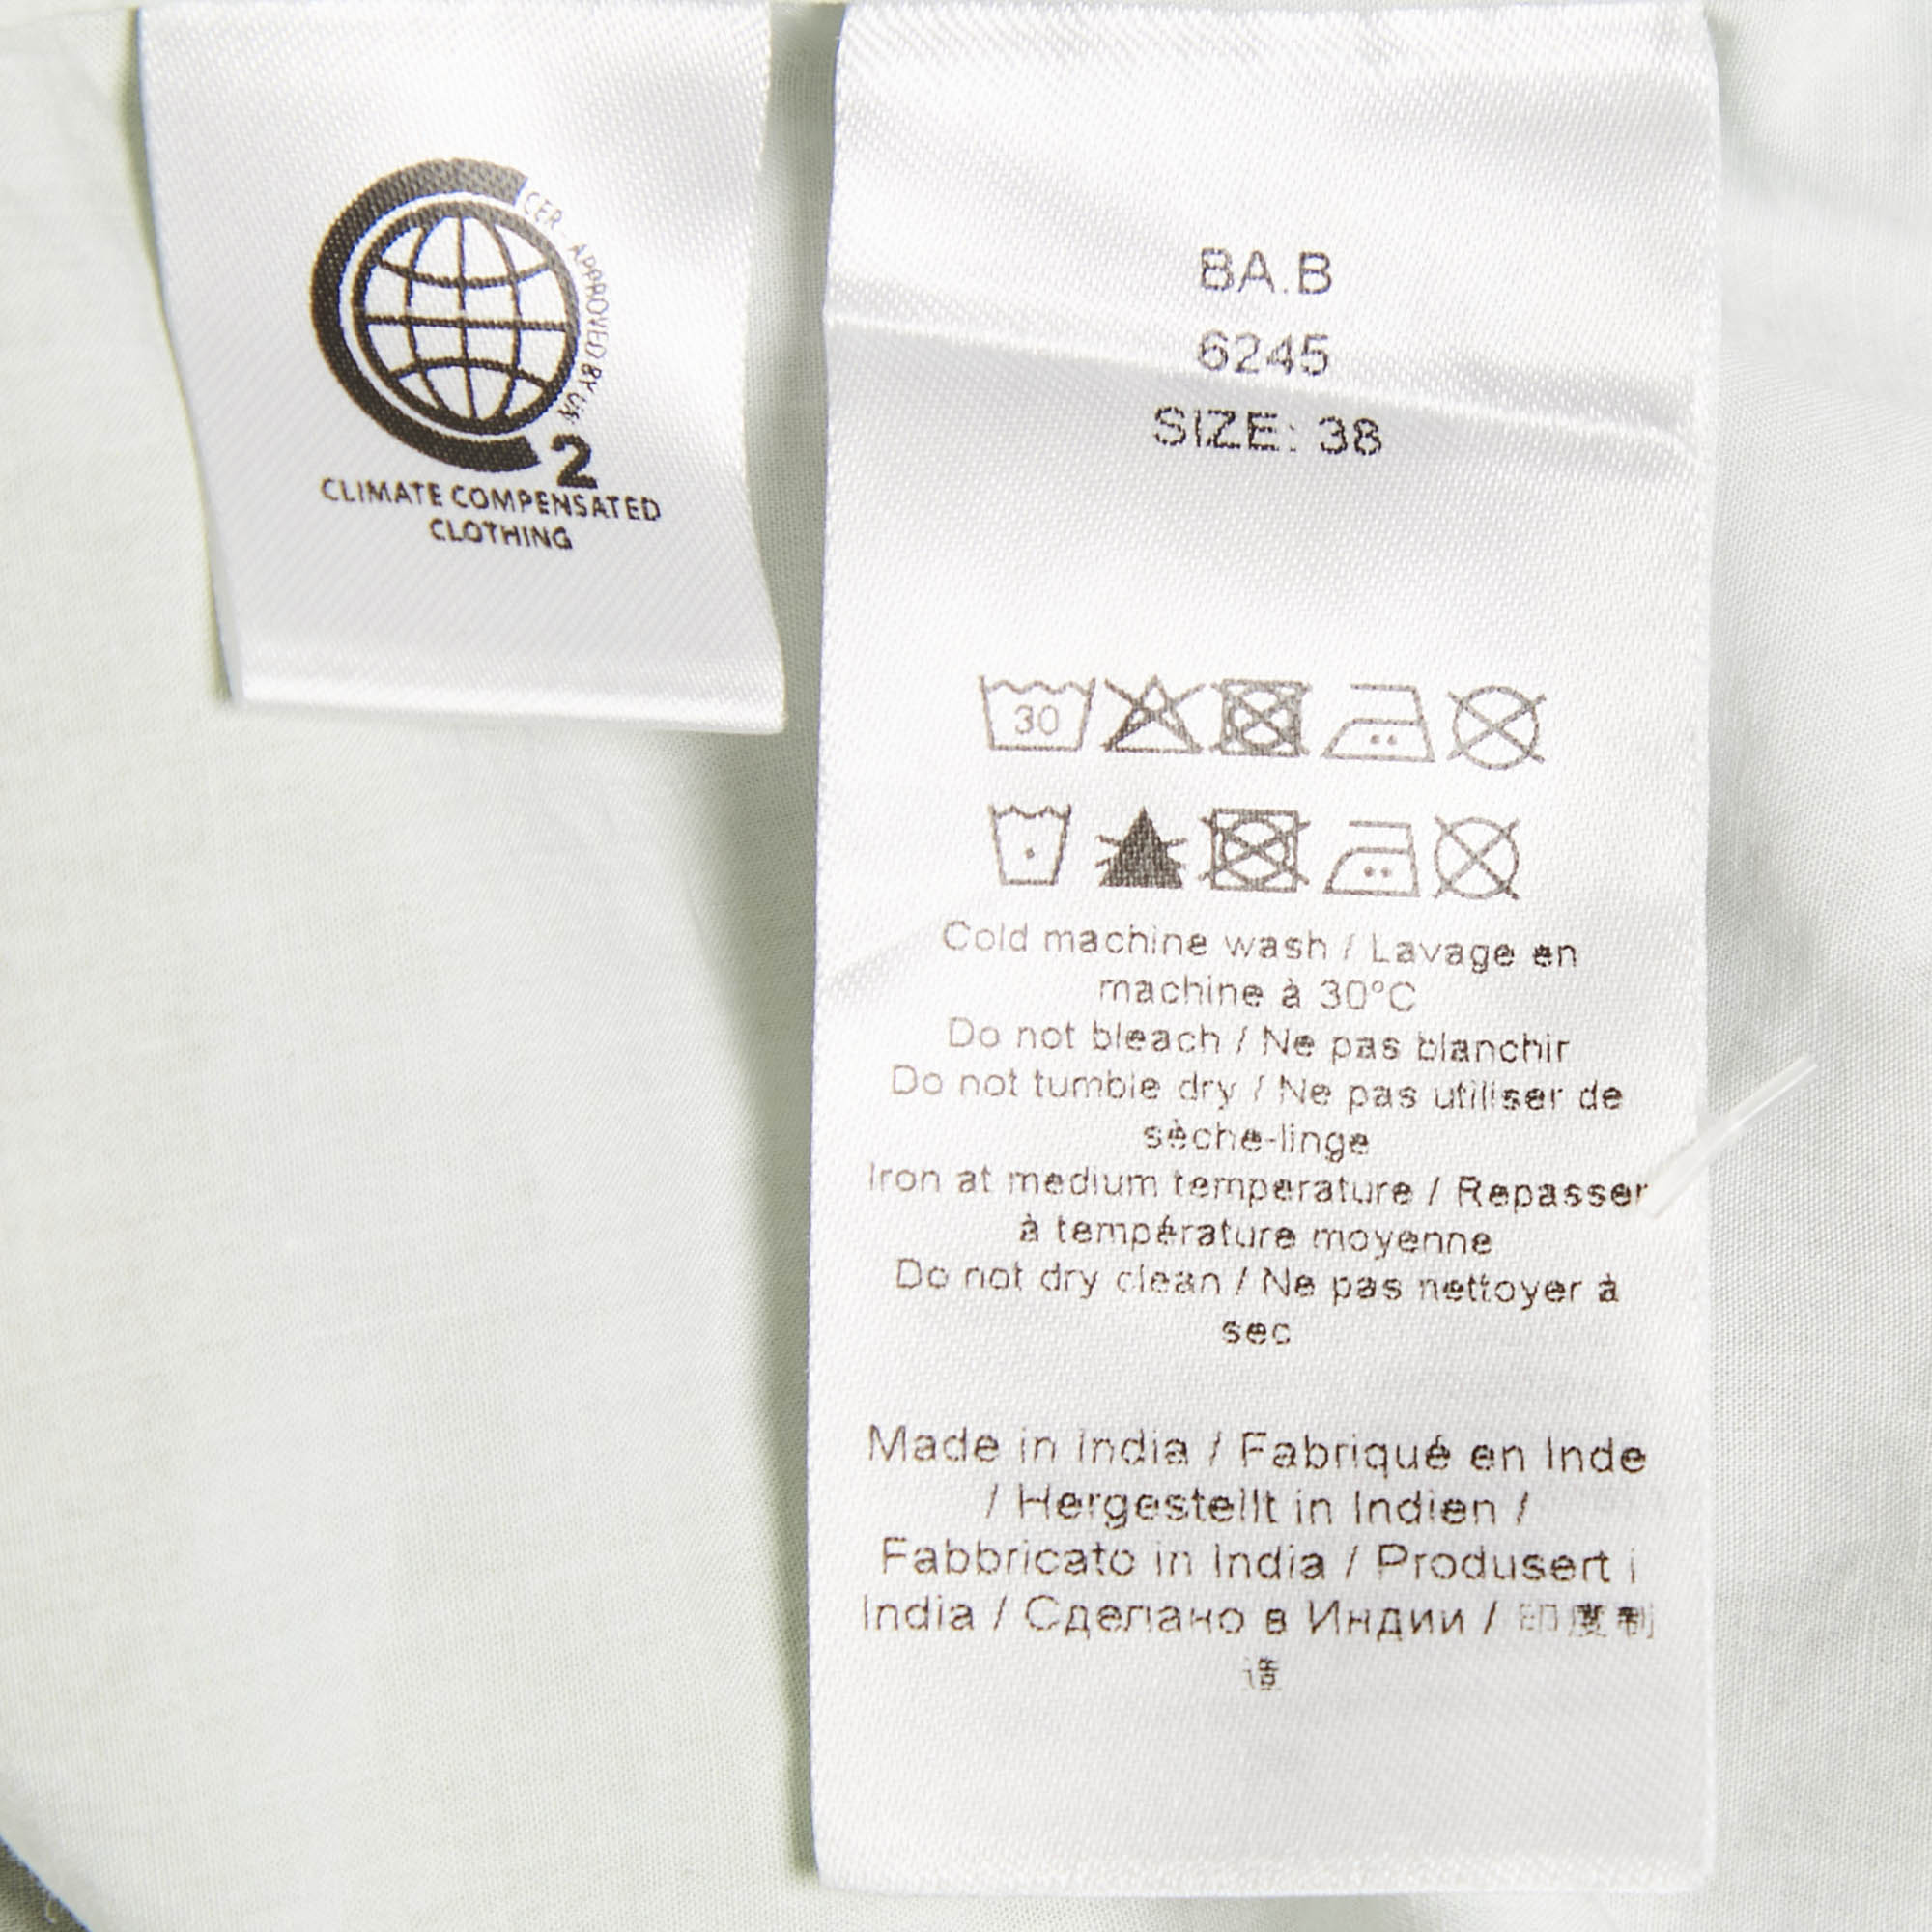 CER - APPROVED BY UN
2
CLIMATE COMPENSATED
CLOTHING
BA.B
6245
SIZE: 38
30
Cold machine wash / Lavage en
machine à 30°C
Do not bleach / Ne pas blanchir
Do not tumble dry / Ne pas utiliser de
sèche-linge
Iron at medium temperature / Repasser
à température moyenne
Do not dry clean / Ne pas nettoyer à
sec
Made in India / Fabriqué en Inde
/ Hergestellt in Indien /
Fabbricato in India / Produsert i
India / Сделано в Индии / 印度制
造